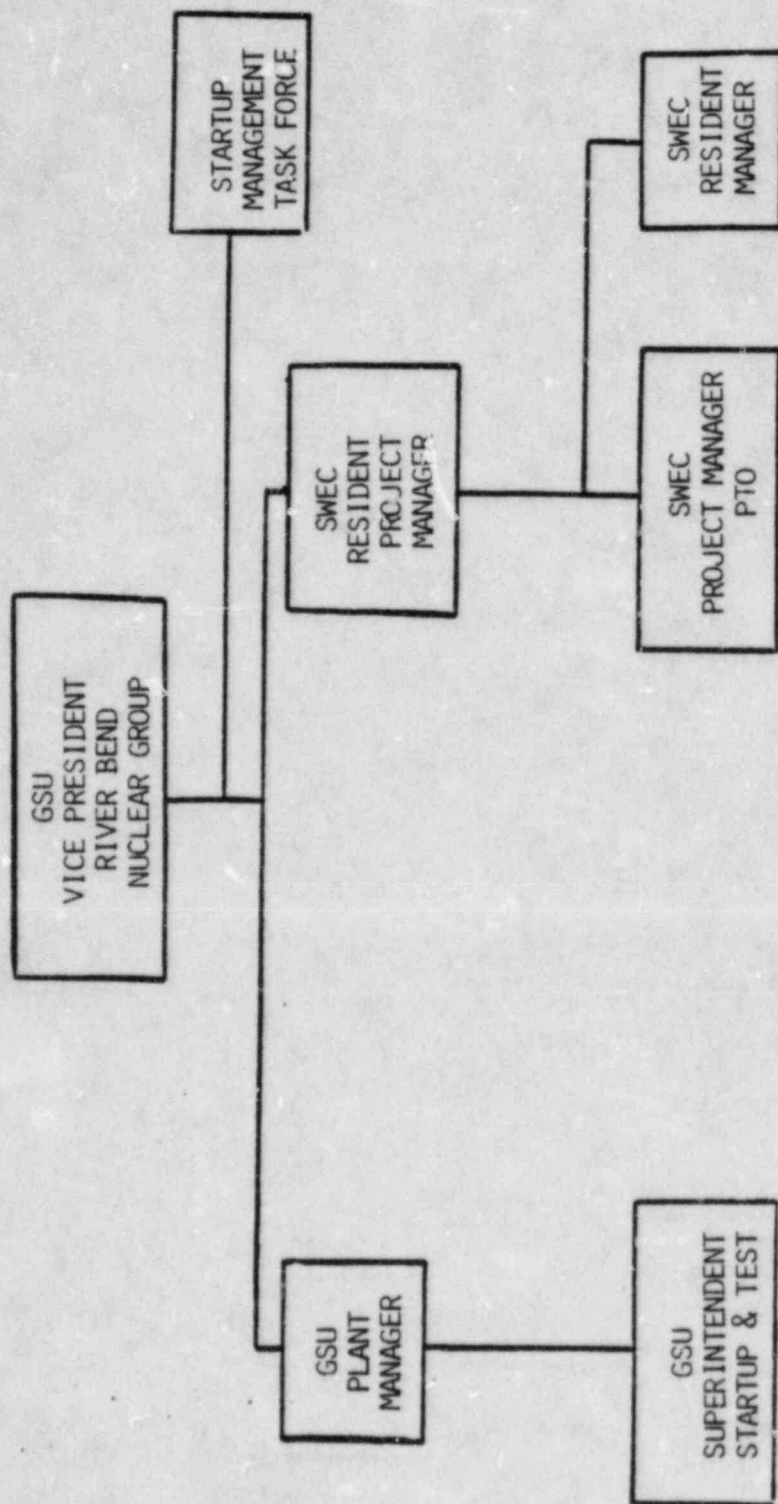 GSU
VICE PRESIDENT
RIVER BEND
NUCLEAR GROUP
STARTUP
MANAGEMENT
TASK FORCE
GSU
PLANT
MANAGER
SWEC
RESIDENT
PROJECT
MANAGER
GSU
SUPERINTENDENT
STARTUP & TEST
SWEC
PROJECT MANAGER
PTO
SWEC
RESIDENT
MANAGER